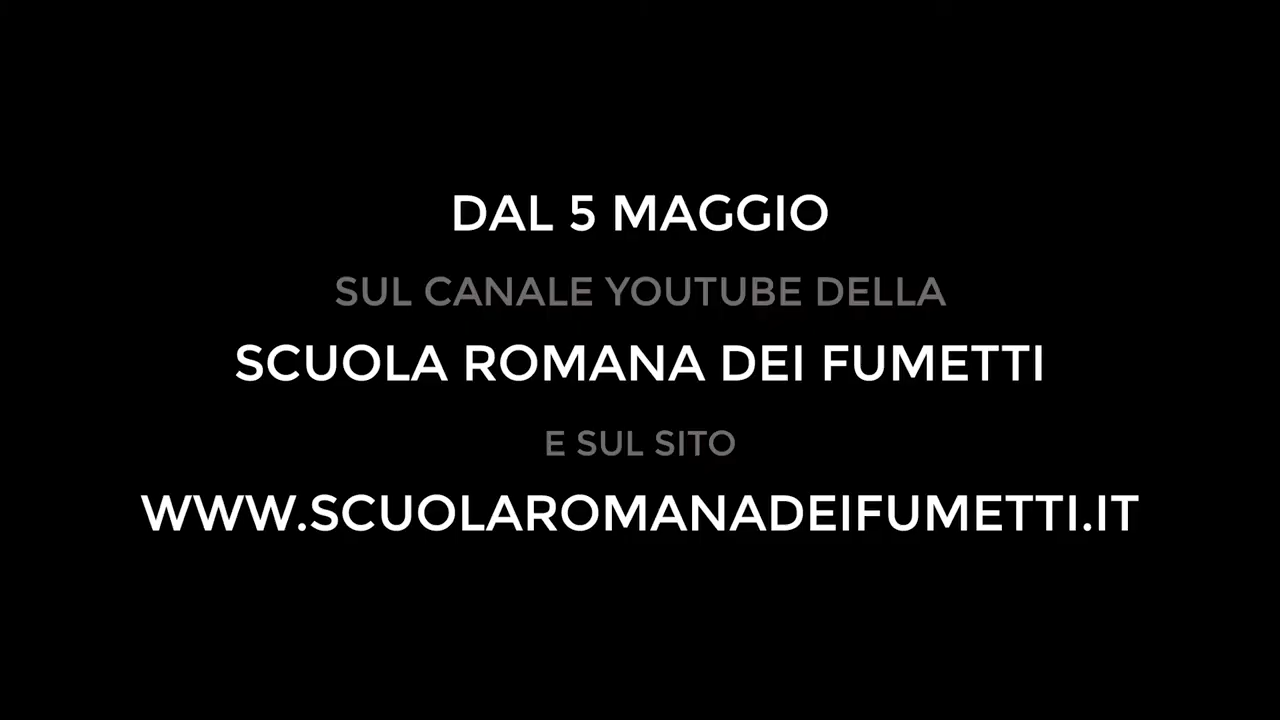 DAL 5 MAGGIO
SUL CANALE YOUTUBE DELLA
SCUOLA ROMANA DEI FUMETTI
E SUL SITO
WWW.SCUOLAROMANADEIFUMETTI.IT